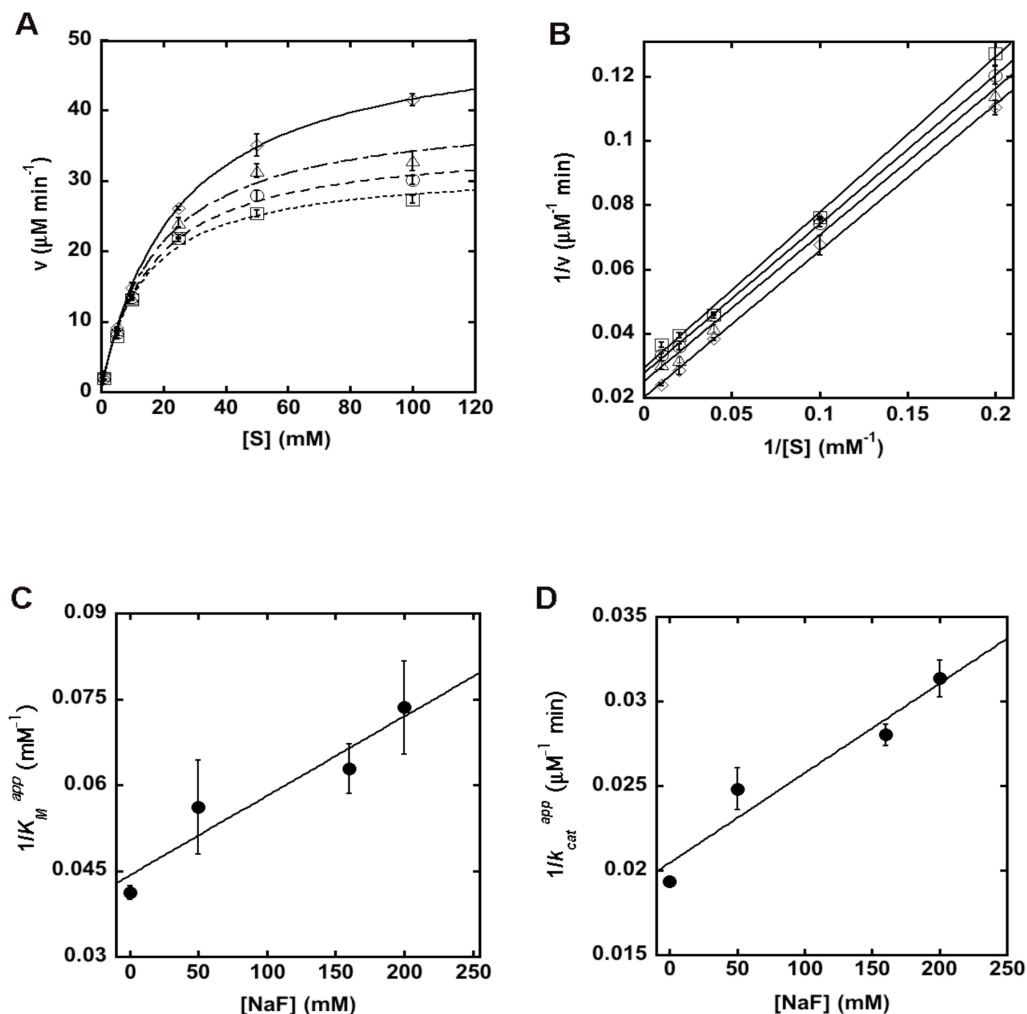 A
50
40
30
20
10
0
v (µM min⁻¹)
0 20 40 60 80 100 120
[S] (mM)
B
0.12
0.1
0.08
0.06
0.04
0.02
1/v (µM⁻¹ min)
0 0.05 0.1 0.15 0.2
1/[S] (mM⁻¹)
C
0.09
0.075
0.06
0.045
0.03
1/K_M^app (mM⁻¹)
0 50 100 150 200 250
[NaF] (mM)
D
0.035
0.03
0.025
0.02
0.015
1/k_cat^app (µM⁻¹ min)
0 50 100 150 200 250
[NaF] (mM)